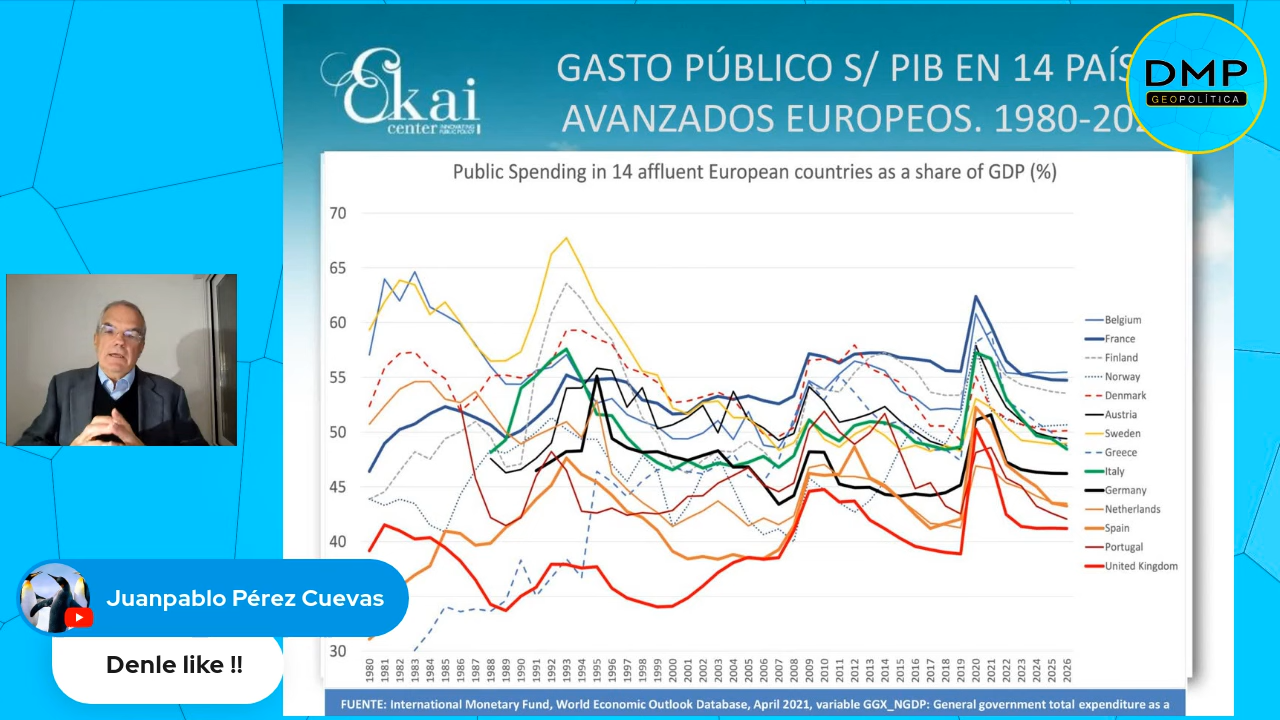 Ekai
center INNOVATING PUBLIC POLICY
GASTO PÚBLICO S/ PIB EN 14 PAÍS
AVANZADOS EUROPEOS. 1980-20
DMP
GEOPOLÍTICA
Public Spending in 14 affluent European countries as a share of GDP (%)
70
65
60
55
50
45
40
30
Belgium
France
Finland
Norway
Denmark
Austria
Sweden
Greece
Italy
Germany
Netherlands
Spain
Portugal
United Kingdom
1980 1981 1982 1983 1984 1985 1986 1987 1988 1989 1990 1991 1992 1993 1994 1995 1996 1997 1998 1999 2000 2001 2002 2003 2004 2005 2006 2007 2008 2009 2010 2011 2012 2013 2014 2015 2016 2017 2018 2019 2020 2021 2022 2023 2024 2025 2026
Juanpablo Pérez Cuevas
Denle like !!
FUENTE: International Monetary Fund, World Economic Outlook Database, April 2021, variable GGX_NGDP: General government total expenditure as a